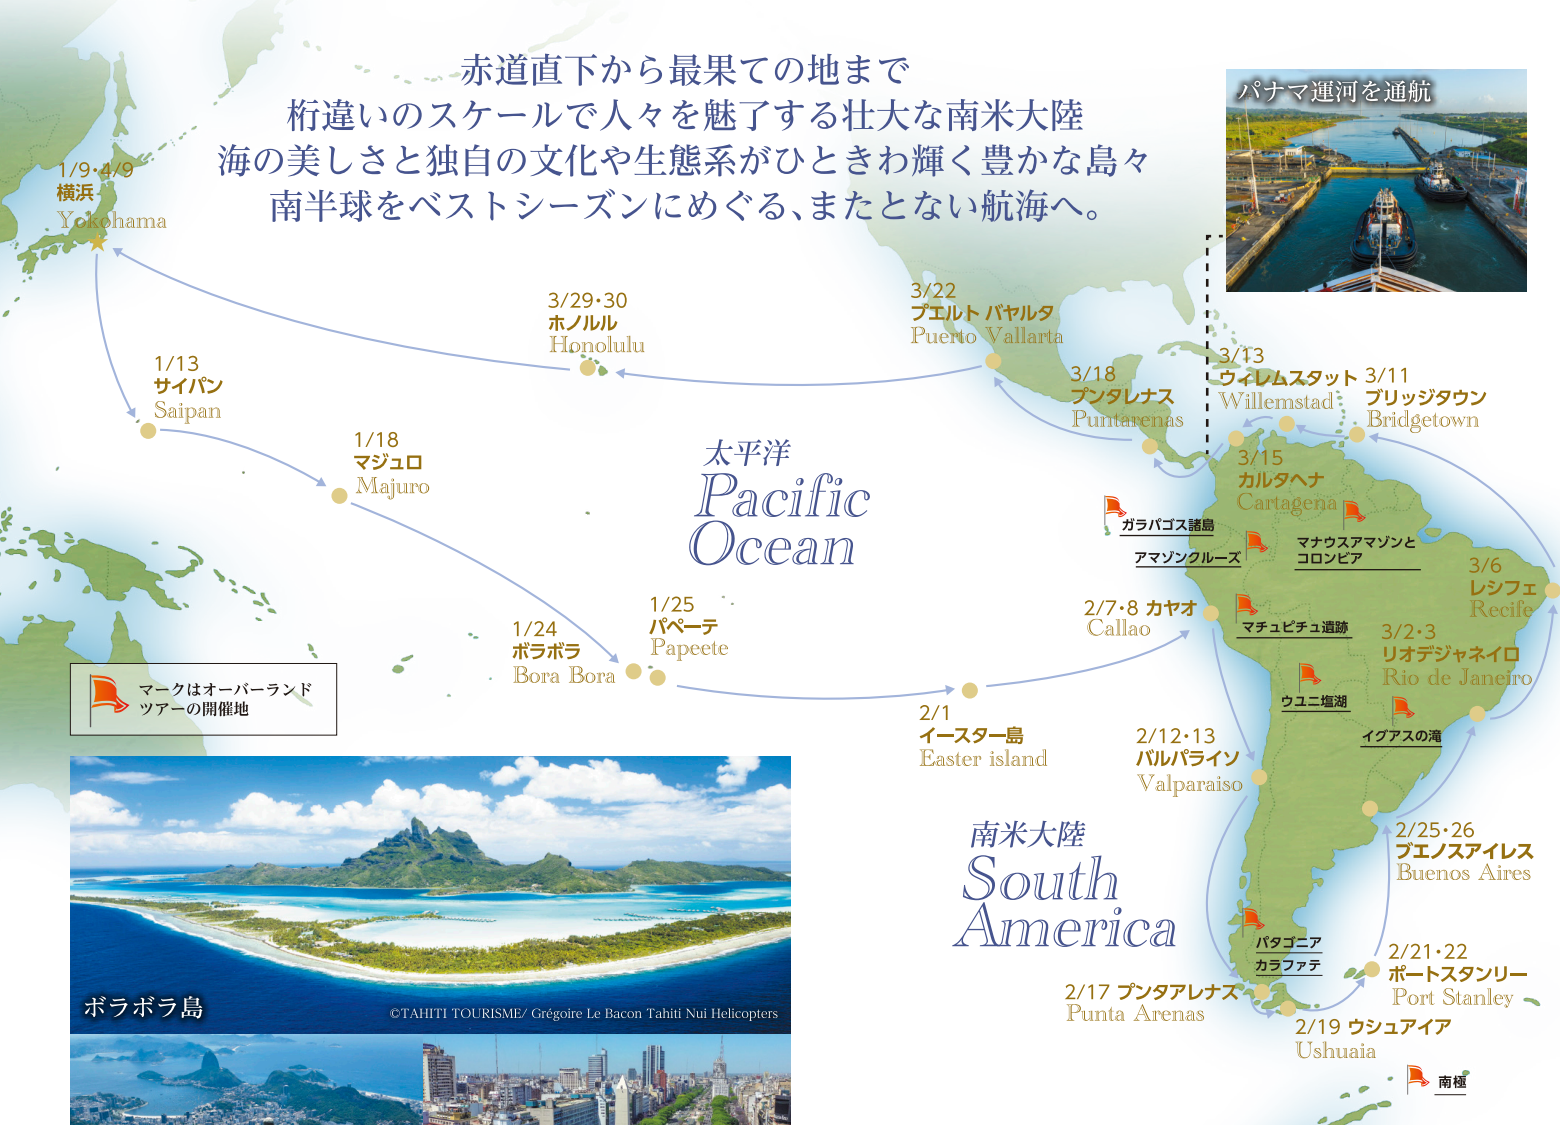 赤道直下から最果ての地まで
桁違いのスケールで人々を魅了する壮大な南米大陸
海の美しさと独自の文化や生態系がひときわ輝く豊かな島々
南半球をベストシーズンにめぐる、またとない航海へ。
パナマ運河を通航
1/9・4/9
横浜
Yokohama
1/13
サイパン
Saipan
1/18
マジュロ
Majuro
3/29・30
ホノルル
Honolulu
3/22
プエルト バヤルタ
Puerto Vallarta
3/18
プンタレナス
Puntarenas
3/13
ウィレムスタット
Willemstad
3/11
ブリッジタウン
Bridgetown
3/15
カルタヘナ
Cartagena
太平洋
Pacific
Ocean
ガラパゴス諸島
アマゾンクルーズ
マナウスアマゾンと
コロンビア
3/6
レシフェ
Recife
1/24
ボラボラ
Bora Bora
1/25
パペーテ
Papeete
2/7・8 カヤオ
Callao
マチュピチュ遺跡
3/2・3
リオデジャネイロ
Rio de Janeiro
ウユニ塩湖
イグアスの滝
マークはオーバーランド
ツアーの開催地
2/1
イースター島
Easter island
2/12・13
バルパライソ
Valparaiso
南米大陸
South
America
2/25・26
ブエノスアイレス
Buenos Aires
パタゴニア
カラファテ
2/21・22
ポートスタンリー
Port Stanley
2/17 プンタアレナス
Punta Arenas
2/19 ウシュアイア
Ushuaia
南極
ボラボラ島
©TAHITI TOURISME/ Grégoire Le Bacon Tahiti Nui Helicopters